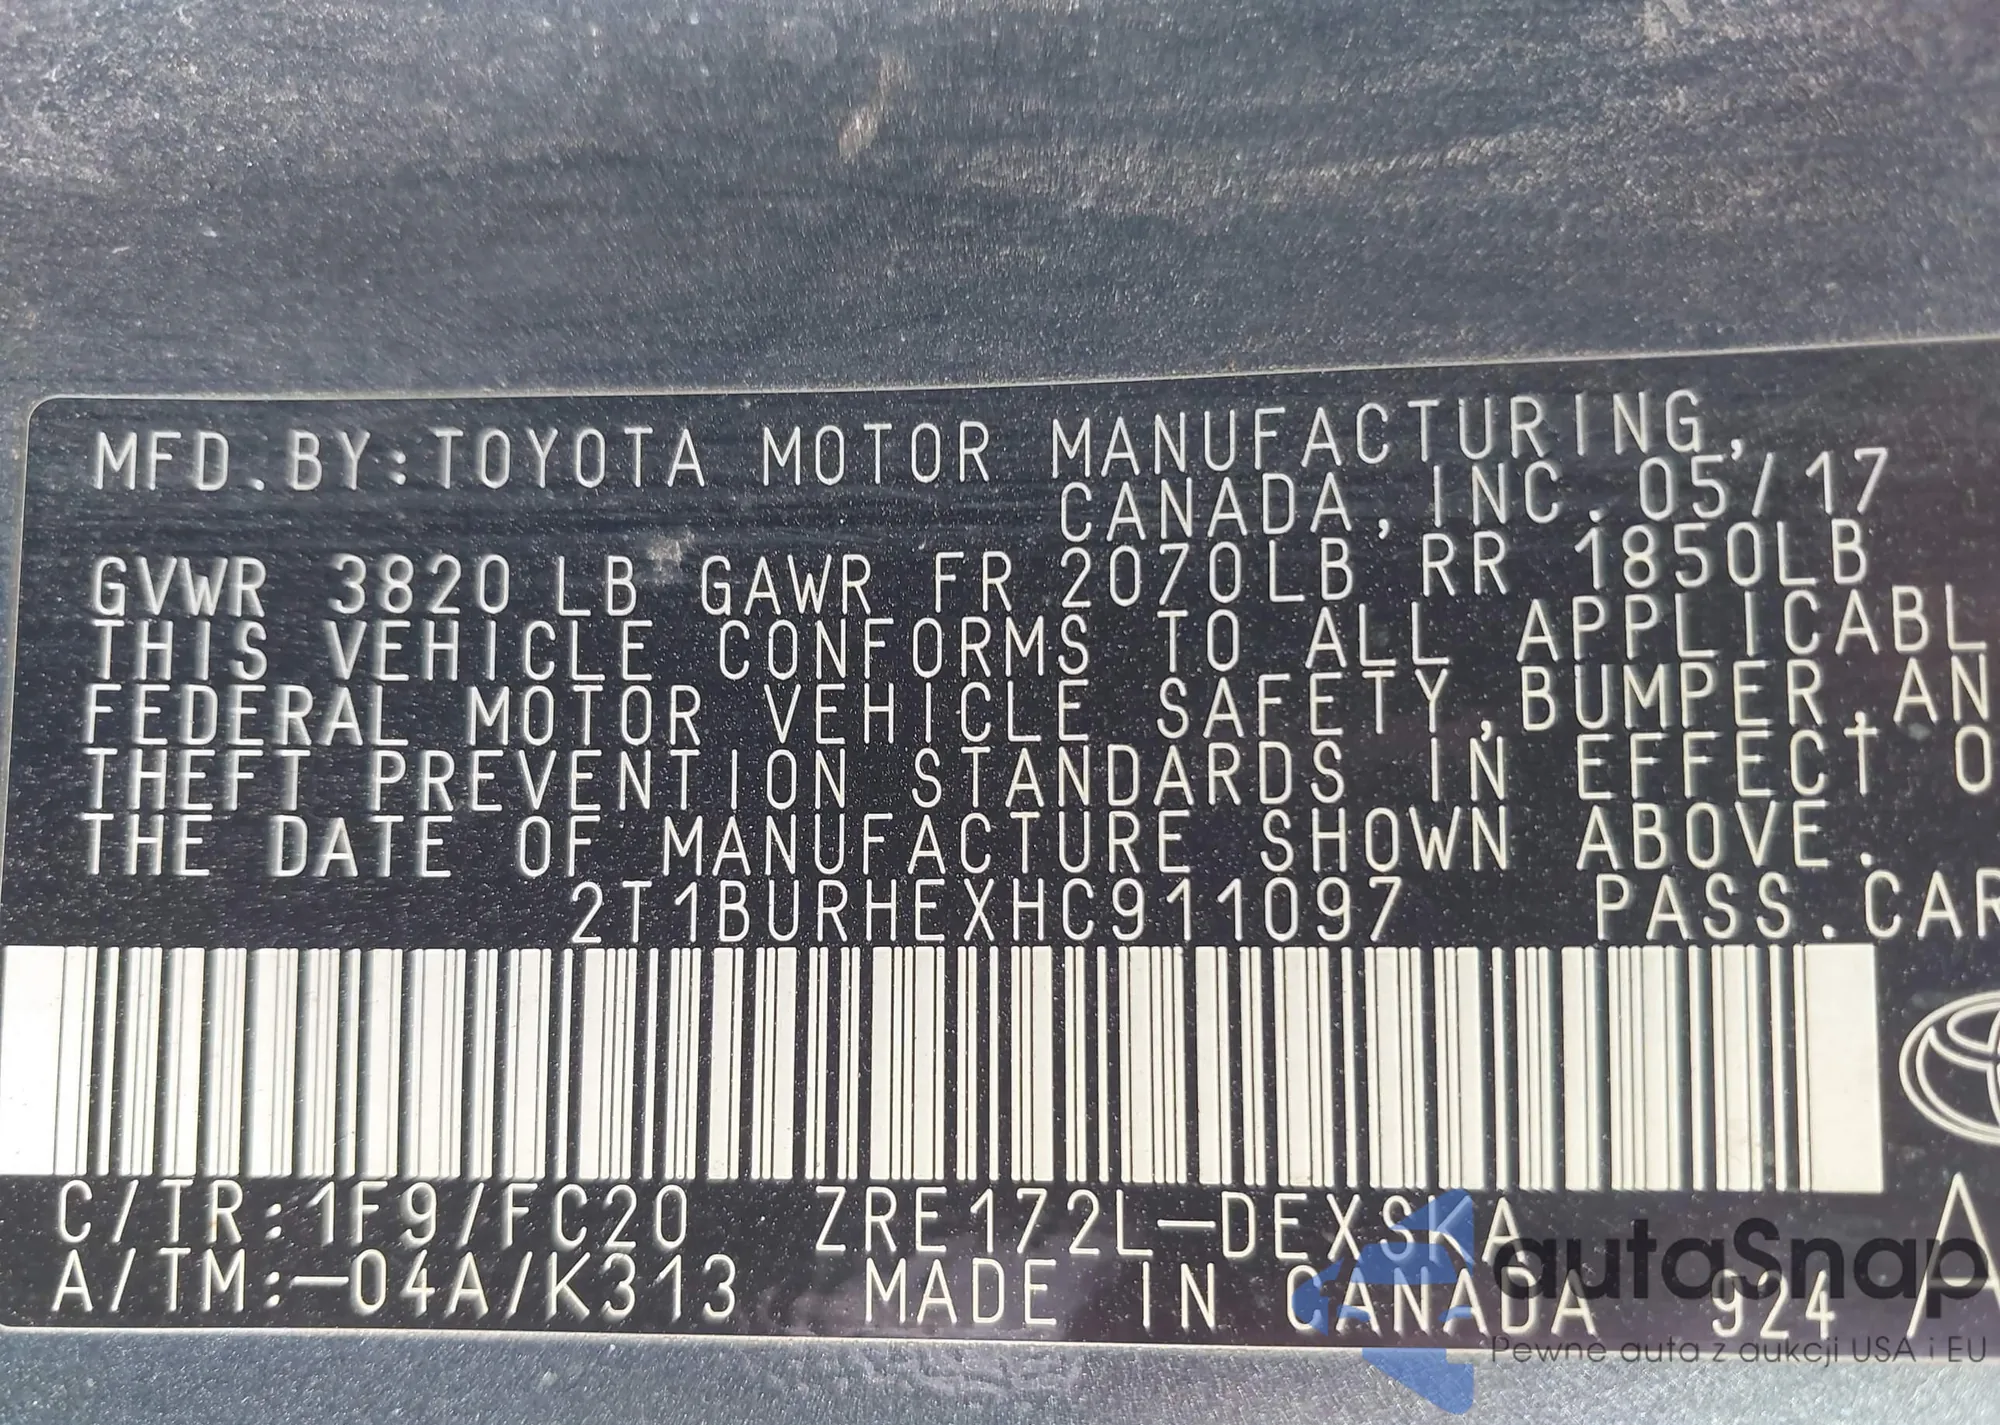 MFD.BY:TOYOTA MOTOR MANUFACTURING,
CANADA, INC. 05/17
GVWR 3820 LB GAWR FR 2070LB RR 1850LB
THIS VEHICLE CONFORMS TO ALL APPLICABL
FEDERAL MOTOR VEHICLE SAFETY,BUMPER,AN
THEFT PREVENTION STANDARDS IN EFFECT O
THE DATE OF MANUFACTURE SHOWN ABOVE.
2T1BURHEXHC911097 PASS.CAR
C/TR:1F9/FC20 ZRE172L-DEXSKA A
A/TM:-04A/K313 MADE IN CANADA 924
autoSnap
Pewne auta z aukcji USA i EU